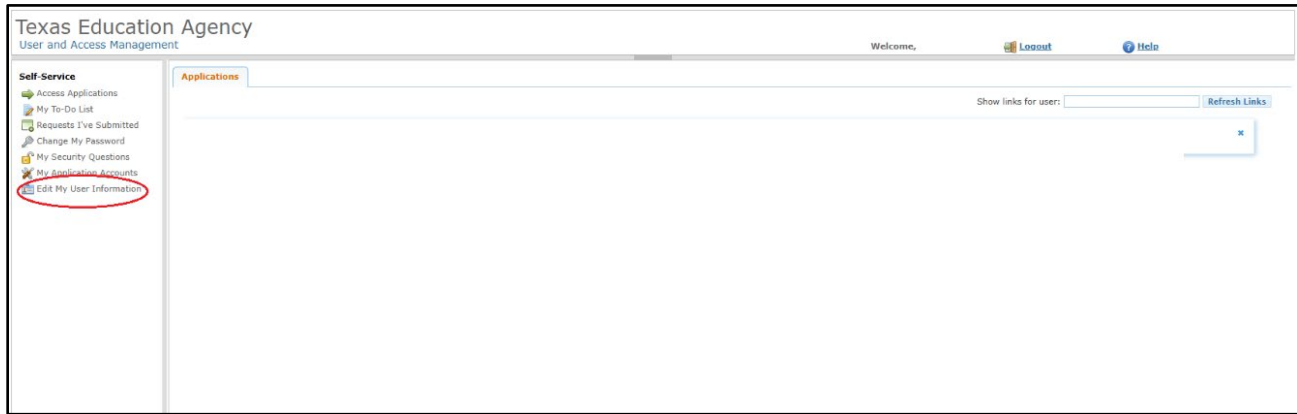 Texas Education Agency
User and Access Management
Welcome, Logout Help
Self-Service
Access Applications
My To-Do List
Requests I've Submitted
Change My Password
My Security Questions
My Application Accounts
Edit My User Information
Applications
Show links for user: Refresh Links